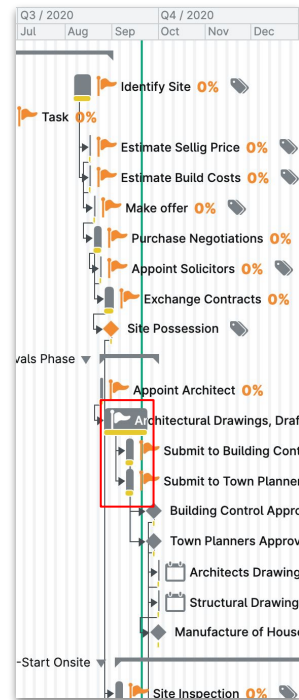 Q3 / 2020 Q4 / 2020
Jul Aug Sep Oct Nov Dec
Identify Site 0%
Task 0%
Estimate Sellig Price 0%
Estimate Build Costs 0%
Make offer 0%
Purchase Negotiations 0%
Appoint Solicitors 0%
Exchange Contracts 0%
Site Possession
vals Phase
Appoint Architect 0%
Architectural Drawings, Draf
Submit to Building Cont
Submit to Town Planner
Building Control Appro
Town Planners Approv
Architects Drawing
Structural Drawing
Manufacture of House
-Start Onsite
Site Inspection 0%